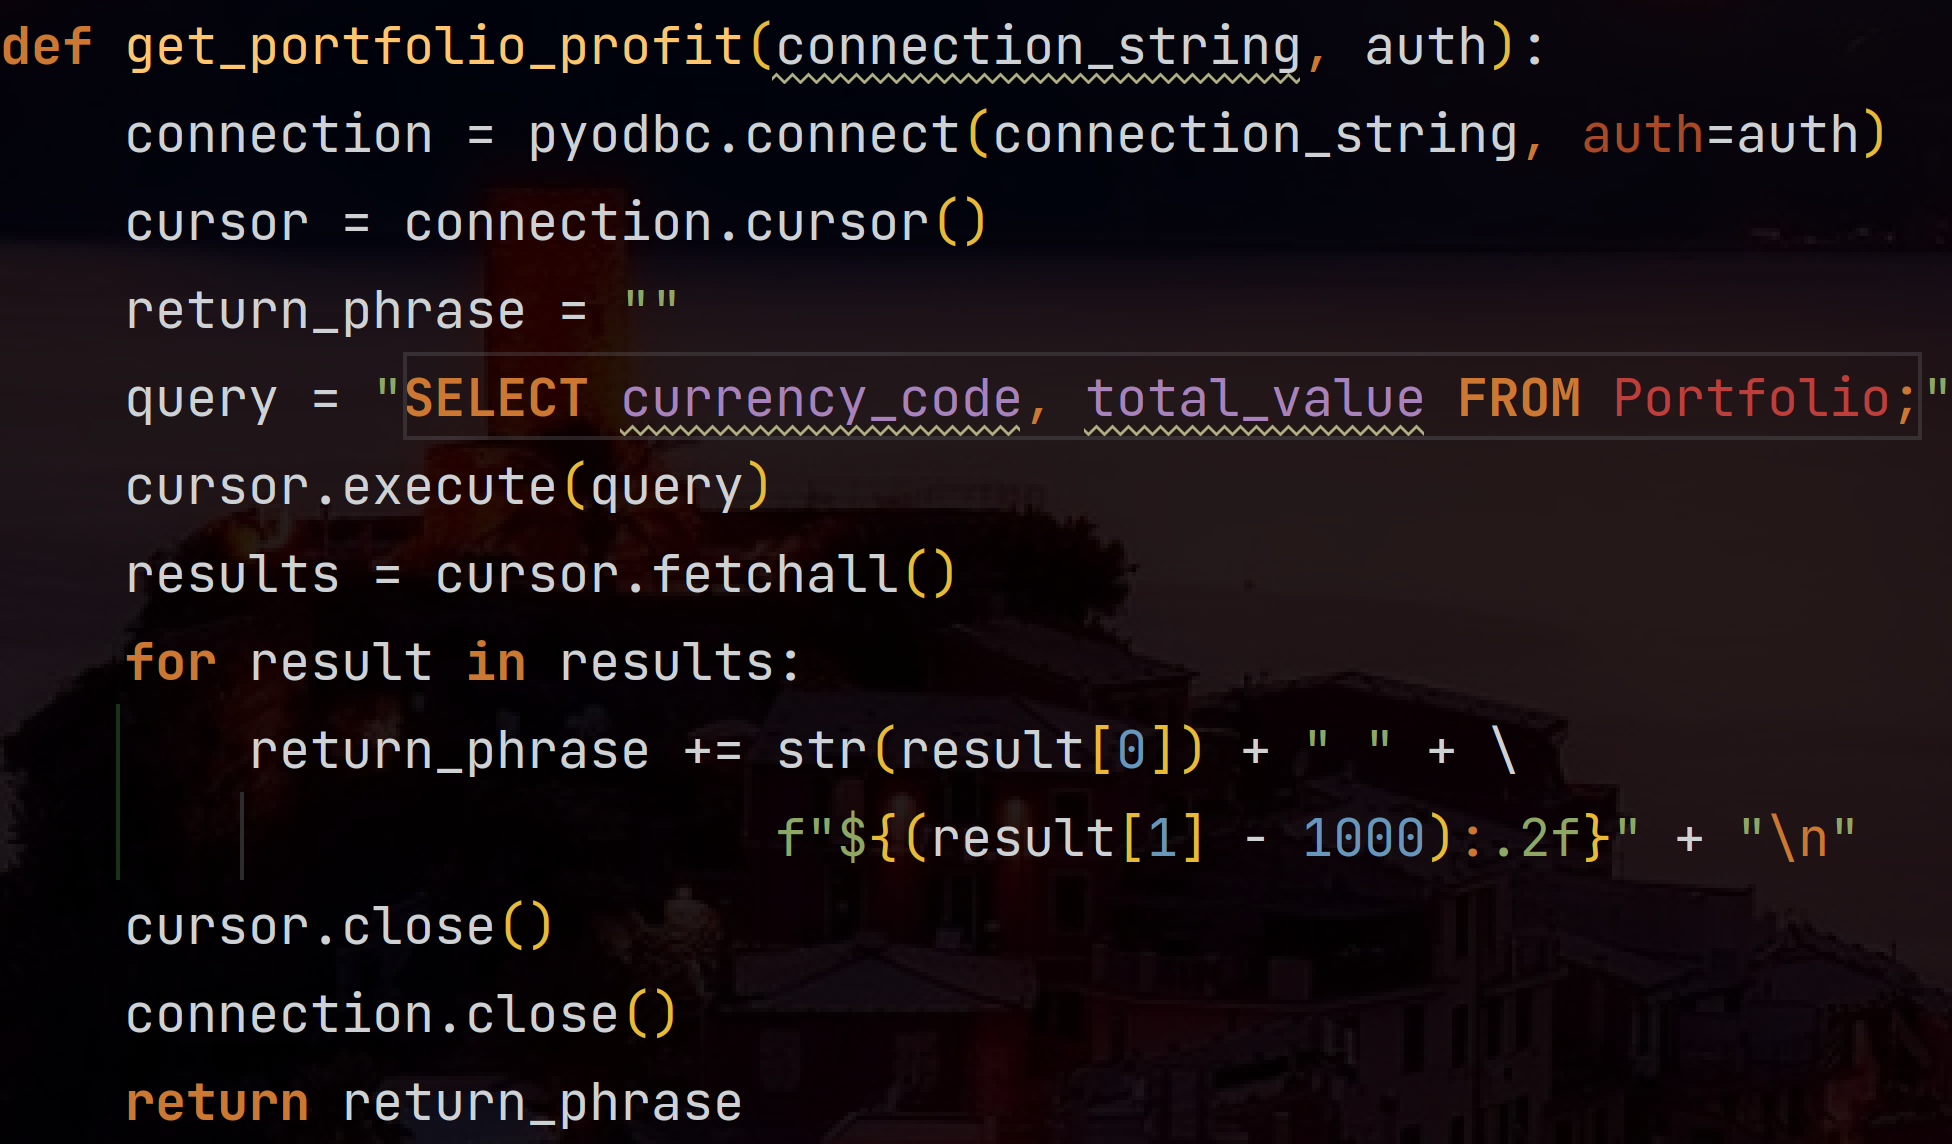 def get_portfolio_profit(connection_string, auth):
    connection = pyodbc.connect(connection_string, auth=auth)
    cursor = connection.cursor()
    return_phrase = ""
    query = "SELECT currency_code, total_value FROM Portfolio;"
    cursor.execute(query)
    results = cursor.fetchall()
    for result in results:
        return_phrase += str(result[0]) + " " + \
                         f"${(result[1] - 1000):.2f}" + "\n"
    cursor.close()
    connection.close()
    return return_phrase